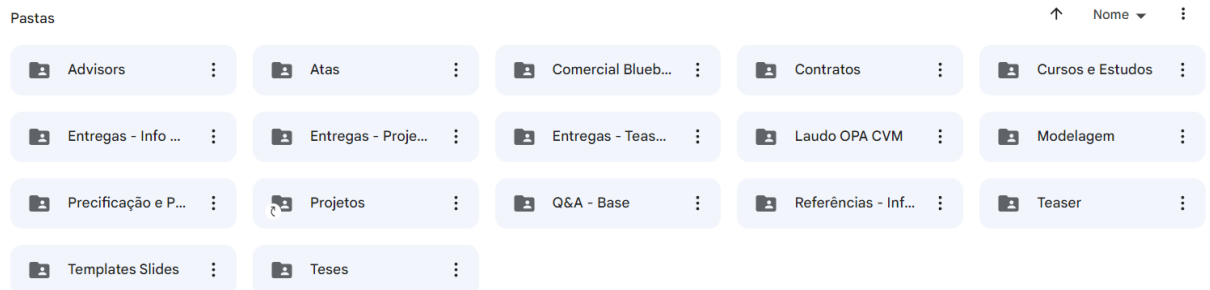 Pastas
Nome
Advisors
Atas
Comercial Blueb...
Contratos
Cursos e Estudos
Entregas - Info ...
Entregas - Proje...
Entregas - Teas...
Laudo OPA CVM
Modelagem
Precificação e P...
Projetos
Q&A - Base
Referências - Inf...
Teaser
Templates Slides
Teses